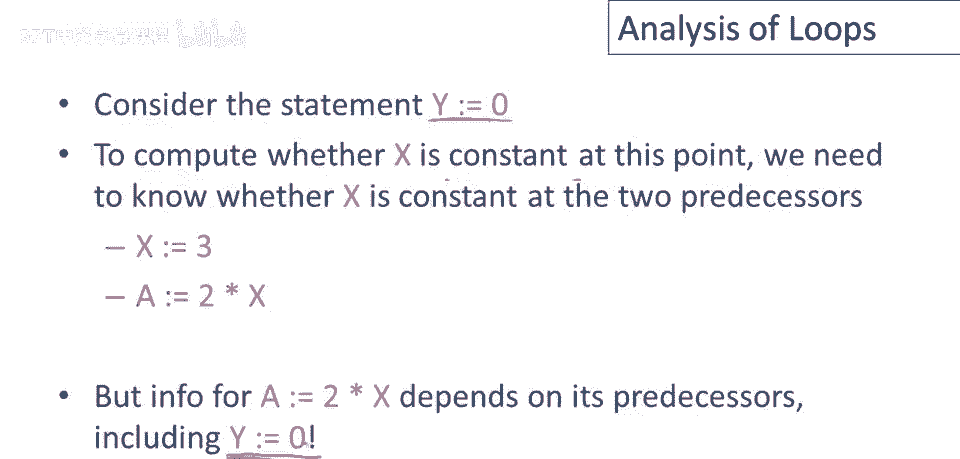 Analysis of Loops
• Consider the statement Y := 0
• To compute whether X is constant at this point, we need
to know whether X is constant at the two predecessors
– X := 3
– A := 2 * X
• But info for A := 2 * X depends on its predecessors,
including Y := 0!